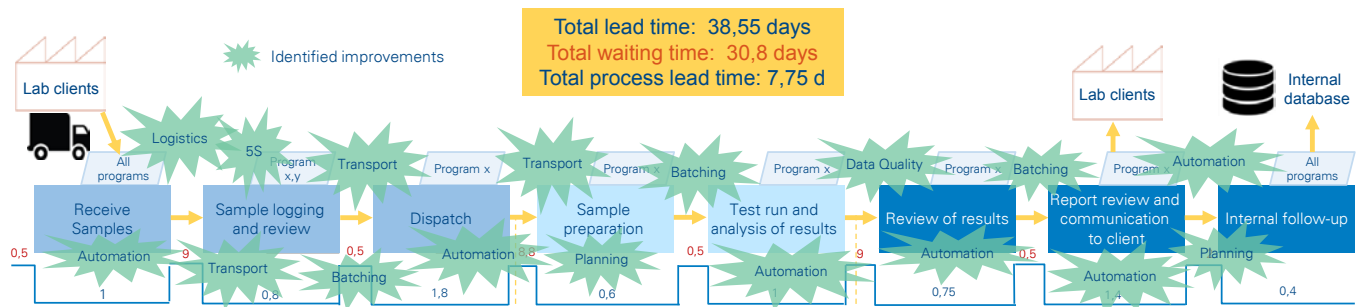 Total lead time: 38,55 days
Total waiting time: 30,8 days
Total process lead time: 7,75 d
Identified improvements
Lab clients
Lab clients
Internal
database
Logistics
5S
Transport
Transport
Batching
Data Quality
Batching
Automation
All
programs
Program
x,y
Program x
Program x
Program x
Program x
Program x
All
programs
Receive
Samples
Sample logging
and review
Dispatch
Sample
preparation
Test run and
analysis of results
Review of results
Report review and
communication
to client
Internal follow-up
0,5
9
0,5
8,8
0,5
9
0,5
Automation
Transport
Batching
Automation
Planning
Automation
Automation
Automation
Planning
1
0,8
1,8
0,6
1
0,75
1,4
0,4